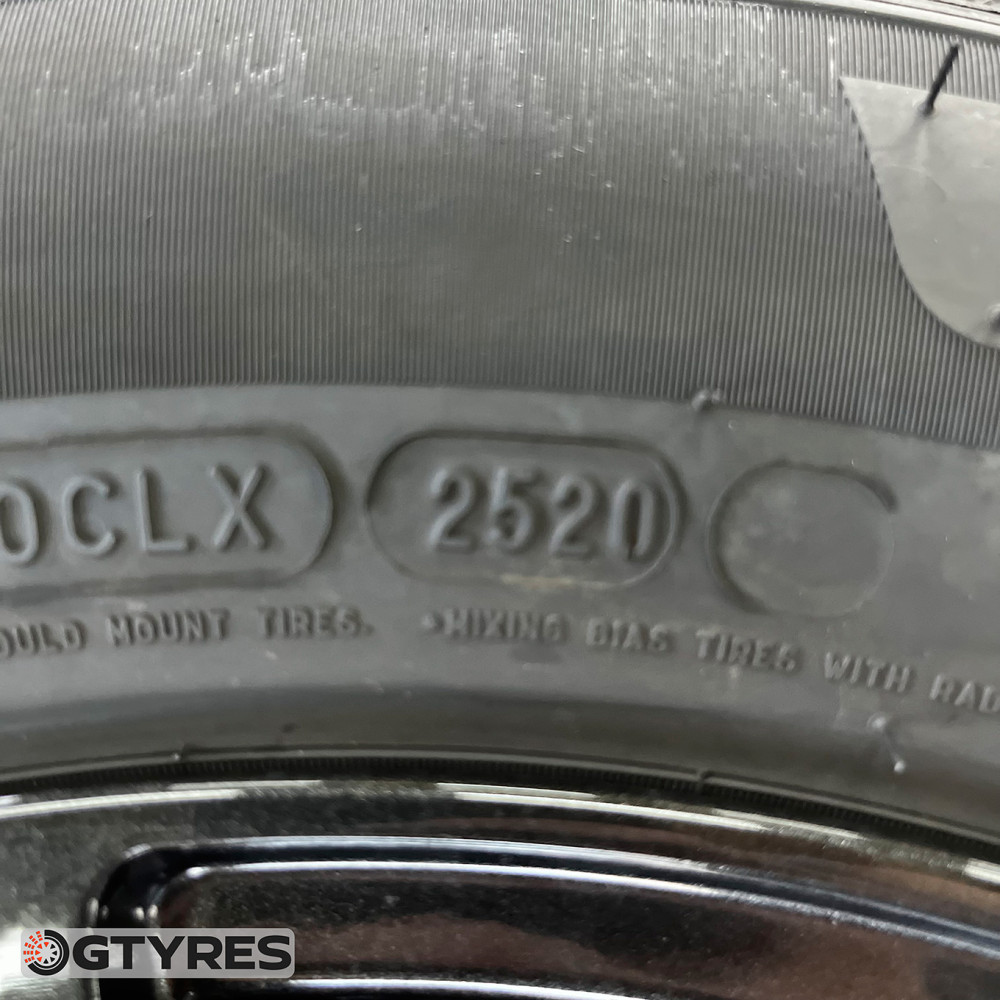 0CLX 2520
OULD MOUNT TIRES. •MIXING BIAS TIRES WITH RAD
GTYRES